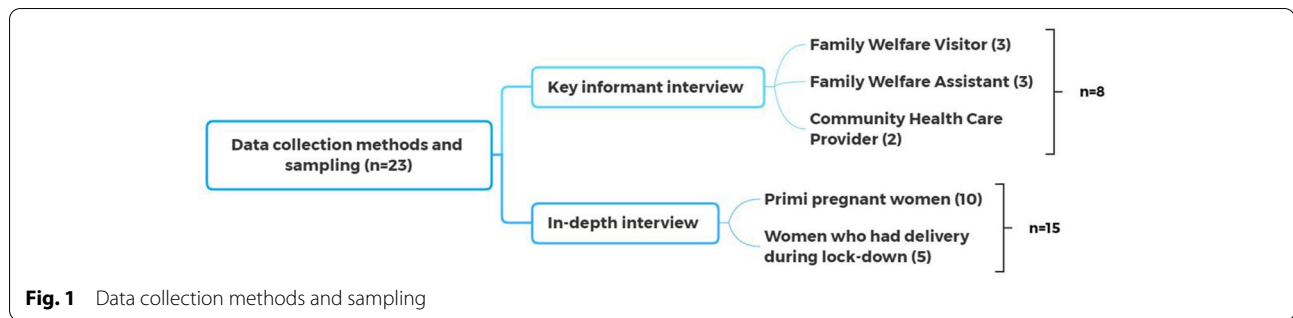 Data collection methods and
sampling (n=23)
Key informant interview
Family Welfare Visitor (3)
Family Welfare Assistant (3)
Community Health Care
Provider (2)
n=8
In-depth interview
Primi pregnant women (10)
Women who had delivery
during lock-down (5)
n=15
Fig. 1 Data collection methods and sampling